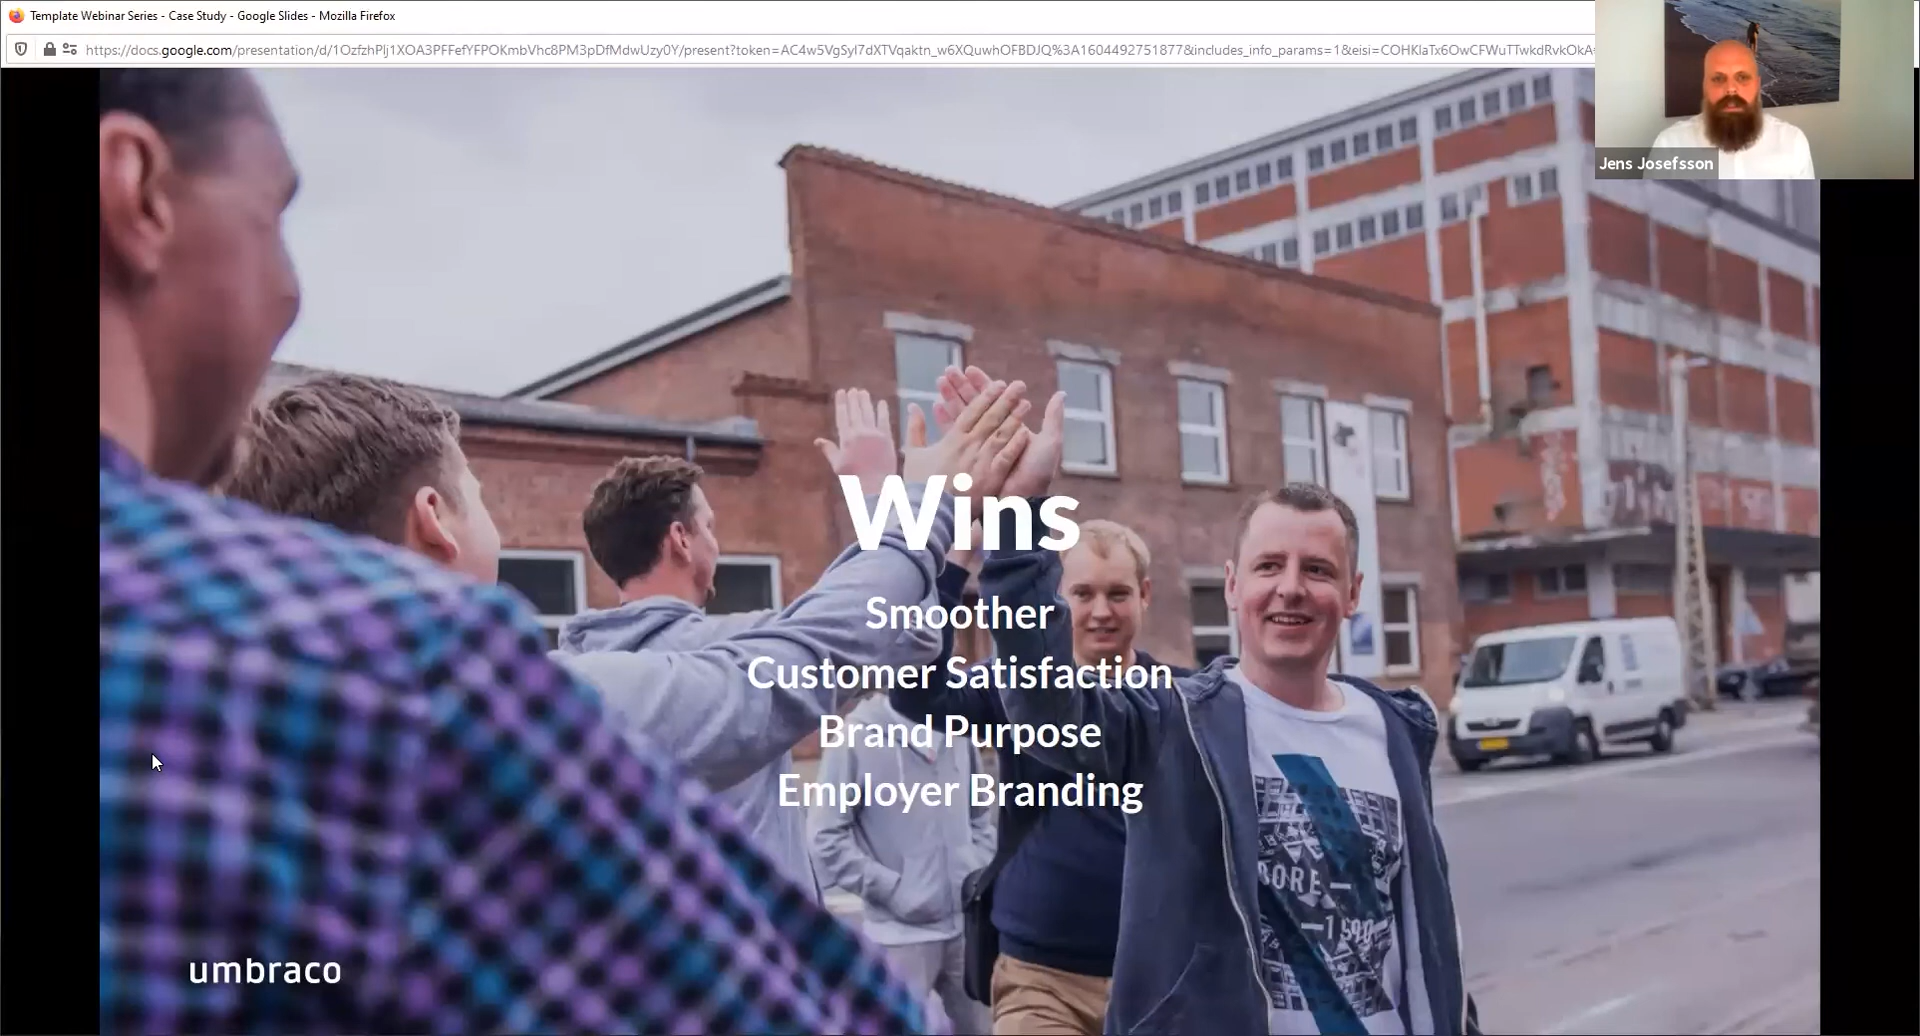 Template Webinar Series - Case Study - Google Slides - Mozilla Firefox
https://docs.google.com/presentation/d/1OzfzhPlj1XOA3PFFefYFPOKmbVhc8PM3pDfMdwUzy0Y/present?token=AC4w5VgSyI7dXTVqaktn_w6XQuwhOFBDJQ%3A1604492751877&includes_info_params=1&eisi=COHKlaTx6OwCFWuTTwkdRvkOkA=
Jens Josefsson
Wins
Smoother
Customer Satisfaction
Brand Purpose
Employer Branding
umbraco